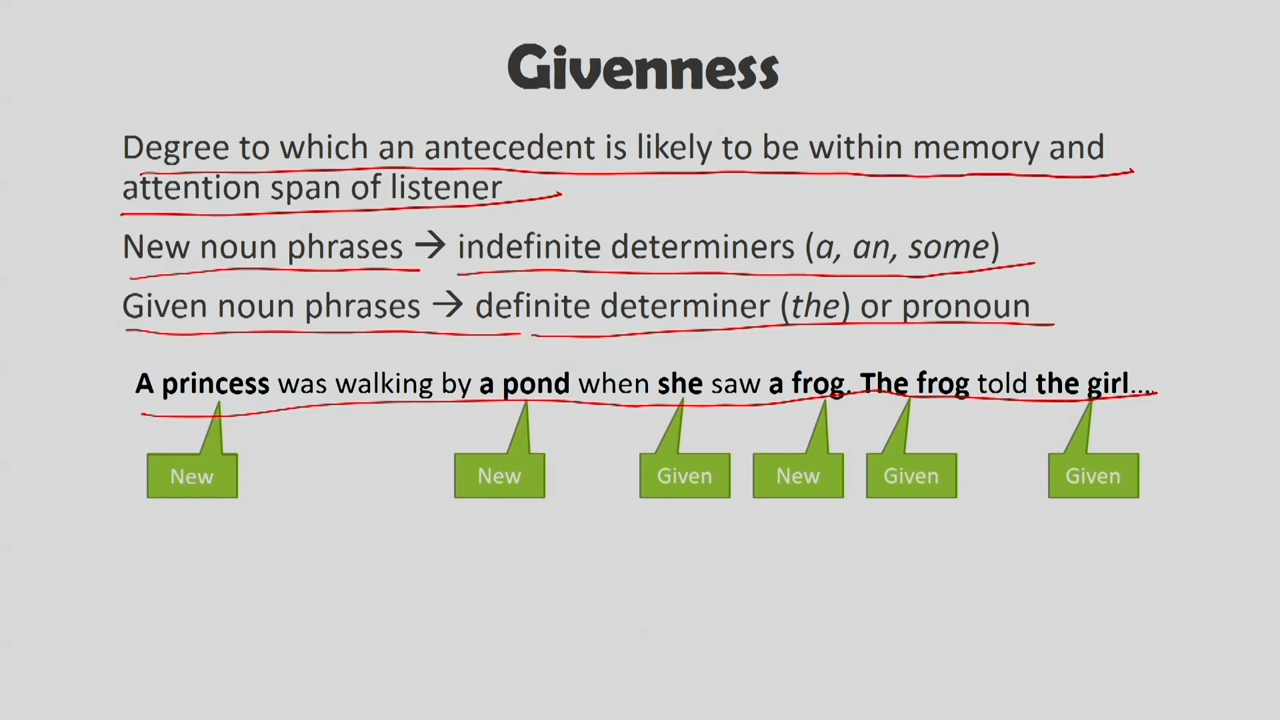 Givenness
Degree to which an antecedent is likely to be within memory and
attention span of listener
New noun phrases → indefinite determiners (a, an, some)
Given noun phrases → definite determiner (the) or pronoun
A princess was walking by a pond when she saw a frog. The frog told the girl...
New New Given New Given Given